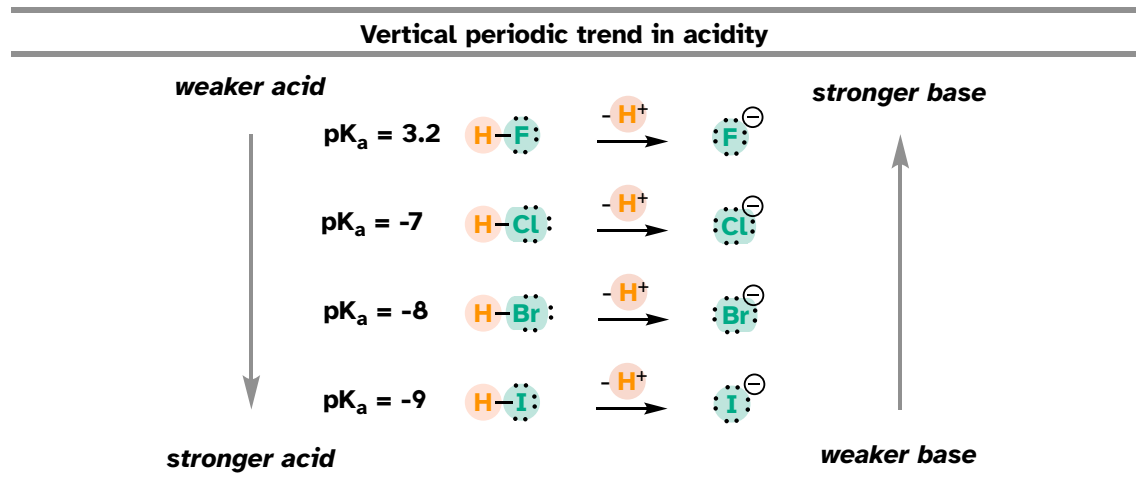 Vertical periodic trend in acidity
weaker acid
stronger base
pKa = 3.2 H–F - H+ F ⊖
pKa = -7 H–Cl - H+ Cl ⊖
pKa = -8 H–Br - H+ Br ⊖
pKa = -9 H–I - H+ I ⊖
stronger acid
weaker base